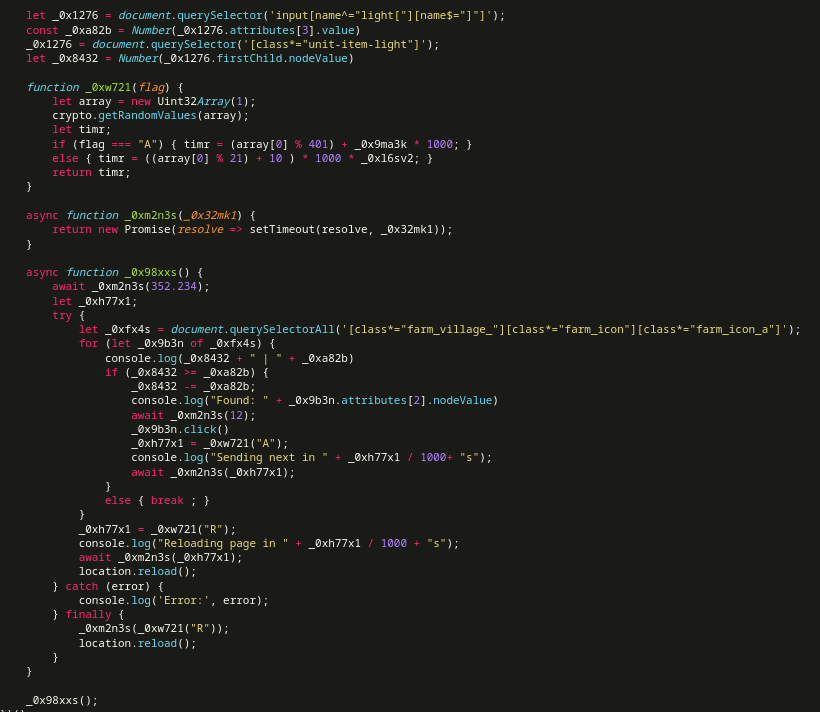 let _0x1276 = document.querySelector('input[name^="light["][name$="]"]');
const _0xa82b = Number(_0x1276.attributes[3].value)
_0x1276 = document.querySelector('[class*="unit-item-light"]');
let _0x8432 = Number(_0x1276.firstChild.nodeValue)
function _0xw721(flag) {
let array = new Uint32Array(1);
crypto.getRandomValues(array);
let timr;
if (flag === "A") { timr = (array[0] % 401) + _0x9ma3k * 1000; }
else { timr = ((array[0] % 21) + 10 ) * 1000 * _0xl6sv2; }
return timr;
}
async function _0xm2n3s(_0x32mk1) {
return new Promise(resolve => setTimeout(resolve, _0x32mk1));
}
async function _0x98xxs() {
await _0xm2n3s(352.234);
let _0xh77x1;
try {
let _0xfx4s = document.querySelectorAll('[class*="farm_village_"][class*="farm_icon"][class*="farm_icon_a"]');
for (let _0x9b3n of _0xfx4s) {
console.log(_0x8432 + " | " + _0xa82b)
if (_0x8432 >= _0xa82b) {
_0x8432 -= _0xa82b;
console.log("Found: " + _0x9b3n.attributes[2].nodeValue)
await _0xm2n3s(12);
_0x9b3n.click()
_0xh77x1 = _0xw721("A");
console.log("Sending next in " + _0xh77x1 / 1000+ "s");
await _0xm2n3s(_0xh77x1);
}
else { break ; }
}
_0xh77x1 = _0xw721("R");
console.log("Reloading page in " + _0xh77x1 / 1000 + "s");
await _0xm2n3s(_0xh77x1);
location.reload();
} catch (error) {
console.log('Error:', error);
} finally {
_0xm2n3s(_0xw721("R"));
location.reload();
}
}
_0x98xxs();